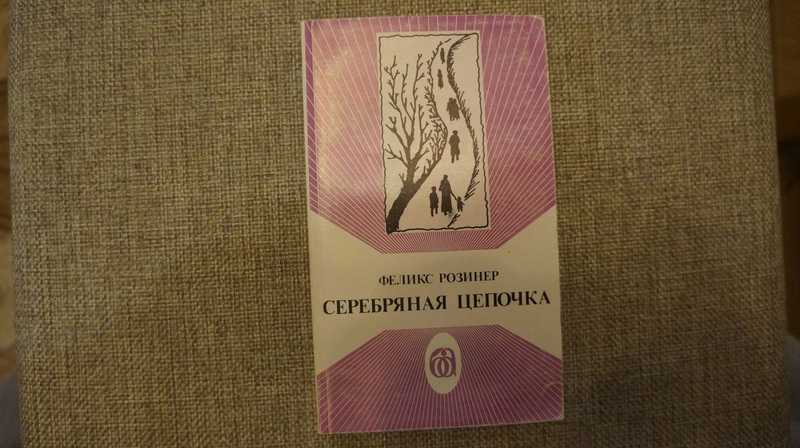 ФЕЛИКС РОЗИНЕР
СЕРЕБРЯНАЯ ЦЕПОЧКА